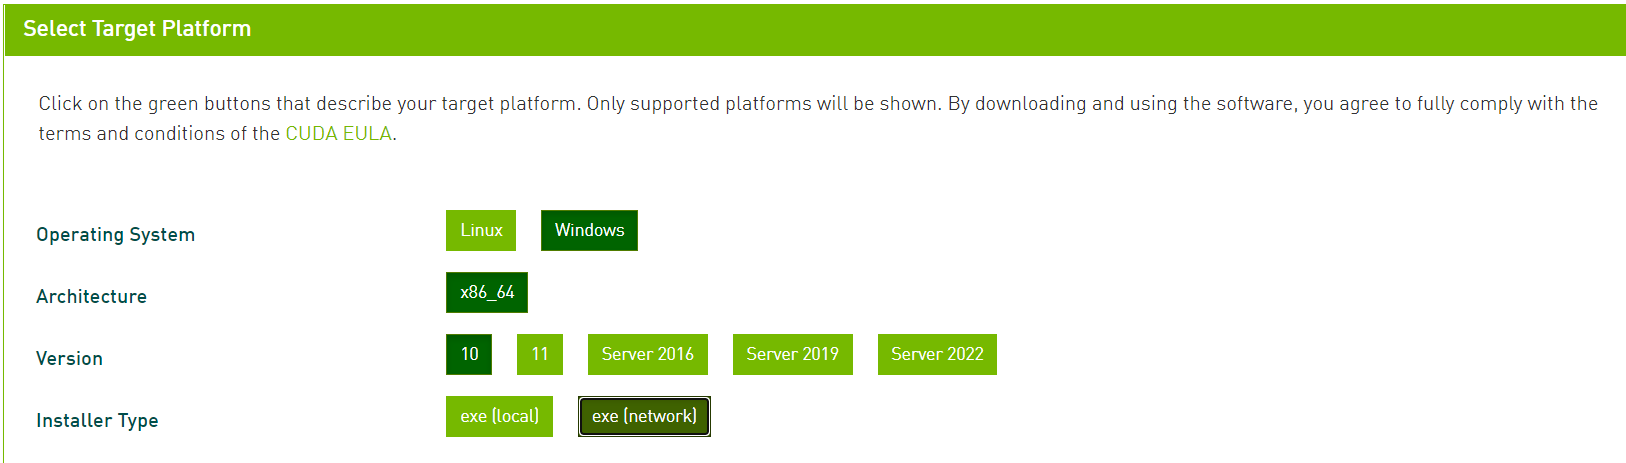 Select Target Platform
Click on the green buttons that describe your target platform. Only supported platforms will be shown. By downloading and using the software, you agree to fully comply with the
terms and conditions of the CUDA EULA.
Operating System Linux Windows
Architecture x86_64
Version 10 11 Server 2016 Server 2019 Server 2022
Installer Type exe (local) exe (network)